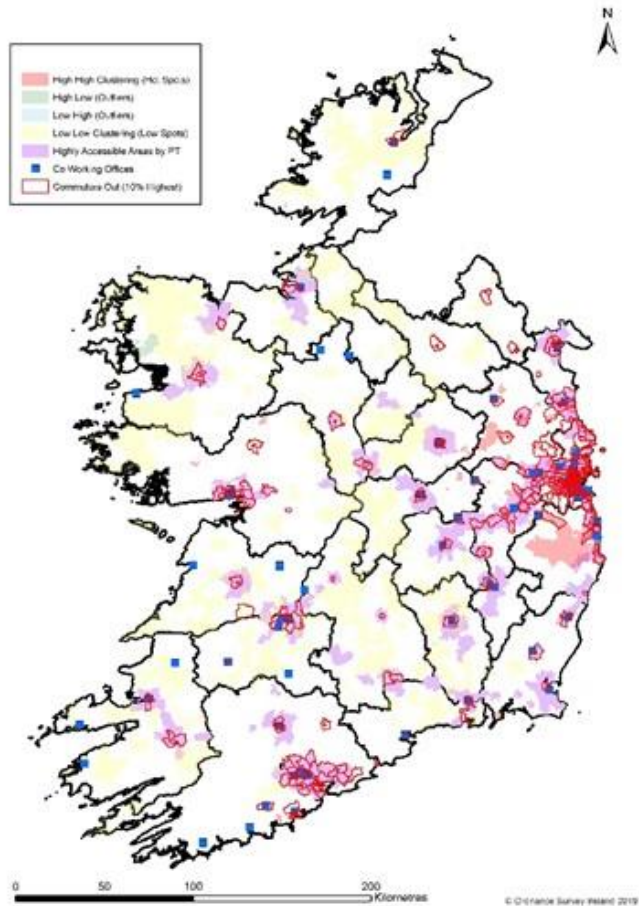 N
High High Clustering (Hot Spots)
High Low (Outliers)
Low High (Outliers)
Low Low Clustering (Low Spots)
Highly Accessible Areas by PT
Co Working Offices
Commuters Out (10% Highest)
0 50 100 200
Kilometres
© Ordnance Survey Ireland 2019